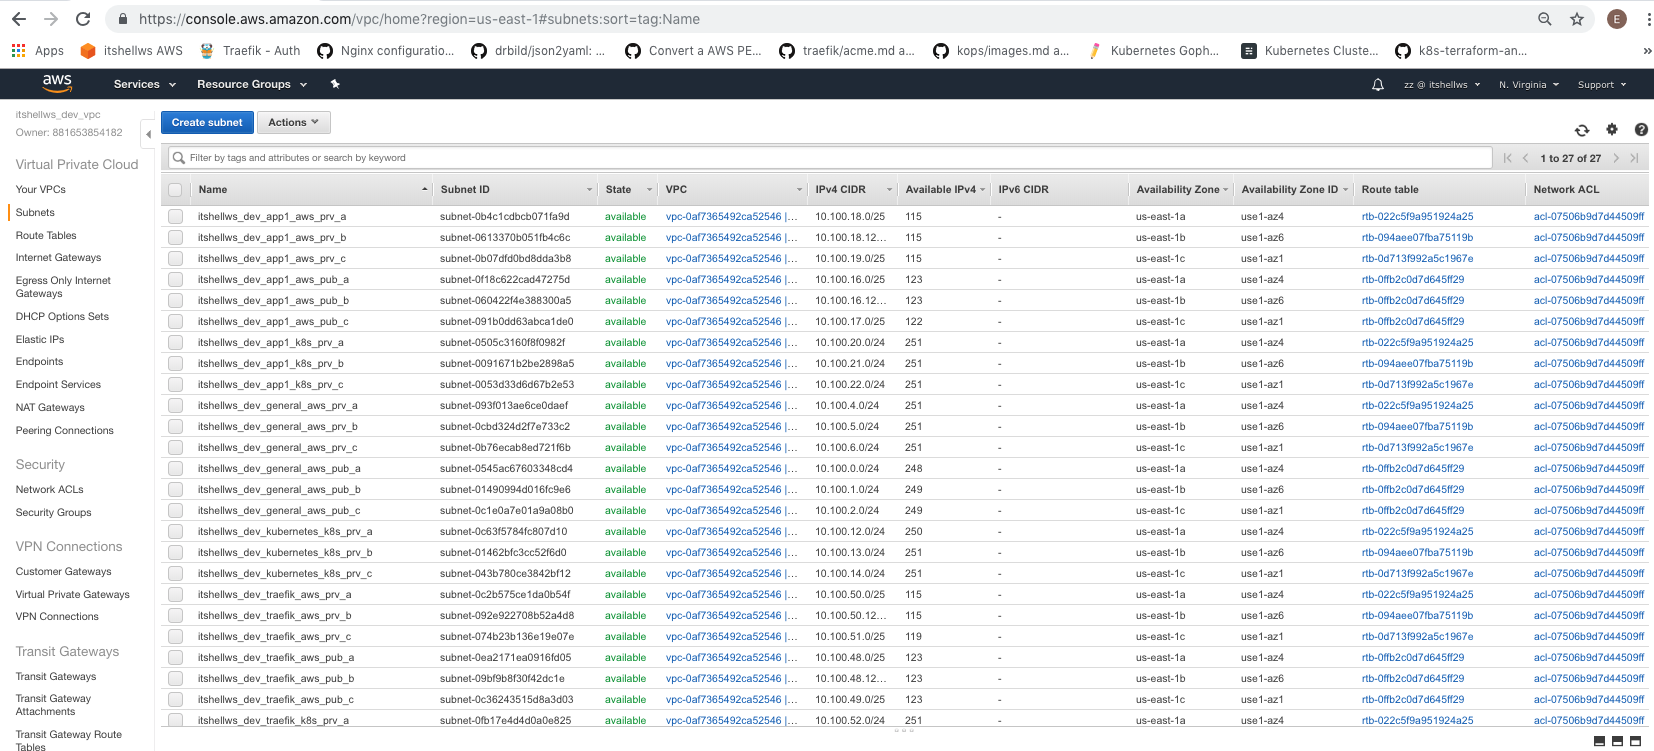 https://console.aws.amazon.com/vpc/home?region=us-east-1#subnets:sort=tag:Name
E
Apps itshellws AWS Traefik - Auth Nginx configuratio... drbild/json2yaml: ... Convert a AWS PE... traefik/acme.md a... kops/images.md a... Kubernetes Goph... Kubernetes Cluste... k8s-terraform-an... »
aws Services Resource Groups zz @ itshellws N. Virginia Support
itshellws_dev_vpc
Owner: 881653854182
Virtual Private Cloud
Your VPCs
Subnets
Route Tables
Internet Gateways
Egress Only Internet
Gateways
DHCP Options Sets
Elastic IPs
Endpoints
Endpoint Services
NAT Gateways
Peering Connections
Security
Network ACLs
Security Groups
VPN Connections
Customer Gateways
Virtual Private Gateways
VPN Connections
Transit Gateways
Transit Gateways
Transit Gateway
Attachments
Transit Gateway Route
Tables
Create subnet Actions
Filter by tags and attributes or search by keyword 1 to 27 of 27
Name Subnet ID State VPC IPv4 CIDR Available IPv4 IPv6 CIDR Availability Zone Availability Zone ID Route table Network ACL
itshellws_dev_app1_aws_prv_a subnet-0b4c1cdbcb071fa9d available vpc-0af7365492ca52546 |... 10.100.18.0/25 115 - us-east-1a use1-az4 rtb-022c5f9a951924a25 acl-07506b9d7d44509ff
itshellws_dev_app1_aws_prv_b subnet-0613370b051fb4c6c available vpc-0af7365492ca52546 |... 10.100.18.12... 115 - us-east-1b use1-az6 rtb-094aee07fba75119b acl-07506b9d7d44509ff
itshellws_dev_app1_aws_prv_c subnet-0b07dfd0bd8dda3b8 available vpc-0af7365492ca52546 |... 10.100.19.0/25 115 - us-east-1c use1-az1 rtb-0d713f992a5c1967e acl-07506b9d7d44509ff
itshellws_dev_app1_aws_pub_a subnet-0f18c622cad47275d available vpc-0af7365492ca52546 |... 10.100.16.0/25 123 - us-east-1a use1-az4 rtb-0ffb2c0d7d645ff29 acl-07506b9d7d44509ff
itshellws_dev_app1_aws_pub_b subnet-060422f4e388300a5 available vpc-0af7365492ca52546 |... 10.100.16.12... 123 - us-east-1b use1-az6 rtb-0ffb2c0d7d645ff29 acl-07506b9d7d44509ff
itshellws_dev_app1_aws_pub_c subnet-091b0dd63abca1de0 available vpc-0af7365492ca52546 |... 10.100.17.0/25 122 - us-east-1c use1-az1 rtb-0ffb2c0d7d645ff29 acl-07506b9d7d44509ff
itshellws_dev_app1_k8s_prv_a subnet-0505c3160f8f0982f available vpc-0af7365492ca52546 |... 10.100.20.0/24 251 - us-east-1a use1-az4 rtb-022c5f9a951924a25 acl-07506b9d7d44509ff
itshellws_dev_app1_k8s_prv_b subnet-0091671b2be2898a5 available vpc-0af7365492ca52546 |... 10.100.21.0/24 251 - us-east-1b use1-az6 rtb-094aee07fba75119b acl-07506b9d7d44509ff
itshellws_dev_app1_k8s_prv_c subnet-0053d33d6d67b2e53 available vpc-0af7365492ca52546 |... 10.100.22.0/24 251 - us-east-1c use1-az1 rtb-0d713f992a5c1967e acl-07506b9d7d44509ff
itshellws_dev_general_aws_prv_a subnet-093f013ae6ce0daef available vpc-0af7365492ca52546 |... 10.100.4.0/24 251 - us-east-1a use1-az4 rtb-022c5f9a951924a25 acl-07506b9d7d44509ff
itshellws_dev_general_aws_prv_b subnet-0cbd324d2f7e733c2 available vpc-0af7365492ca52546 |... 10.100.5.0/24 251 - us-east-1b use1-az6 rtb-094aee07fba75119b acl-07506b9d7d44509ff
itshellws_dev_general_aws_prv_c subnet-0b76ecab8ed721f6b available vpc-0af7365492ca52546 |... 10.100.6.0/24 251 - us-east-1c use1-az1 rtb-0d713f992a5c1967e acl-07506b9d7d44509ff
itshellws_dev_general_aws_pub_a subnet-0545ac67603348cd4 available vpc-0af7365492ca52546 |... 10.100.0.0/24 248 - us-east-1a use1-az4 rtb-0ffb2c0d7d645ff29 acl-07506b9d7d44509ff
itshellws_dev_general_aws_pub_b subnet-01490994d016fc9e6 available vpc-0af7365492ca52546 |... 10.100.1.0/24 249 - us-east-1b use1-az6 rtb-0ffb2c0d7d645ff29 acl-07506b9d7d44509ff
itshellws_dev_general_aws_pub_c subnet-0c1e0a7e01a9a08b0 available vpc-0af7365492ca52546 |... 10.100.2.0/24 249 - us-east-1c use1-az1 rtb-0ffb2c0d7d645ff29 acl-07506b9d7d44509ff
itshellws_dev_kubernetes_k8s_prv_a subnet-0c63f5784fc807d10 available vpc-0af7365492ca52546 |... 10.100.12.0/24 250 - us-east-1a use1-az4 rtb-022c5f9a951924a25 acl-07506b9d7d44509ff
itshellws_dev_kubernetes_k8s_prv_b subnet-01462bfc3cc52f6d0 available vpc-0af7365492ca52546 |... 10.100.13.0/24 251 - us-east-1b use1-az6 rtb-094aee07fba75119b acl-07506b9d7d44509ff
itshellws_dev_kubernetes_k8s_prv_c subnet-043b780ce3842bf12 available vpc-0af7365492ca52546 |... 10.100.14.0/24 251 - us-east-1c use1-az1 rtb-0d713f992a5c1967e acl-07506b9d7d44509ff
itshellws_dev_traefik_aws_prv_a subnet-0c2b575ce1da0b54f available vpc-0af7365492ca52546 |... 10.100.50.0/25 115 - us-east-1a use1-az4 rtb-022c5f9a951924a25 acl-07506b9d7d44509ff
itshellws_dev_traefik_aws_prv_b subnet-092e922708b52a4d8 available vpc-0af7365492ca52546 |... 10.100.50.12... 115 - us-east-1b use1-az6 rtb-094aee07fba75119b acl-07506b9d7d44509ff
itshellws_dev_traefik_aws_prv_c subnet-074b23b136e19e07e available vpc-0af7365492ca52546 |... 10.100.51.0/25 119 - us-east-1c use1-az1 rtb-0d713f992a5c1967e acl-07506b9d7d44509ff
itshellws_dev_traefik_aws_pub_a subnet-0ea2171ea0916fd05 available vpc-0af7365492ca52546 |... 10.100.48.0/25 123 - us-east-1a use1-az4 rtb-0ffb2c0d7d645ff29 acl-07506b9d7d44509ff
itshellws_dev_traefik_aws_pub_b subnet-09bf9b8f30f42dc1e available vpc-0af7365492ca52546 |... 10.100.48.12... 123 - us-east-1b use1-az6 rtb-0ffb2c0d7d645ff29 acl-07506b9d7d44509ff
itshellws_dev_traefik_aws_pub_c subnet-0c36243515d8a3d03 available vpc-0af7365492ca52546 |... 10.100.49.0/25 123 - us-east-1c use1-az1 rtb-0ffb2c0d7d645ff29 acl-07506b9d7d44509ff
itshellws_dev_traefik_k8s_prv_a subnet-0fb17e4d4d0a0e825 available vpc-0af7365492ca52546 |... 10.100.52.0/24 251 - us-east-1a use1-az4 rtb-022c5f9a951924a25 acl-07506b9d7d44509ff